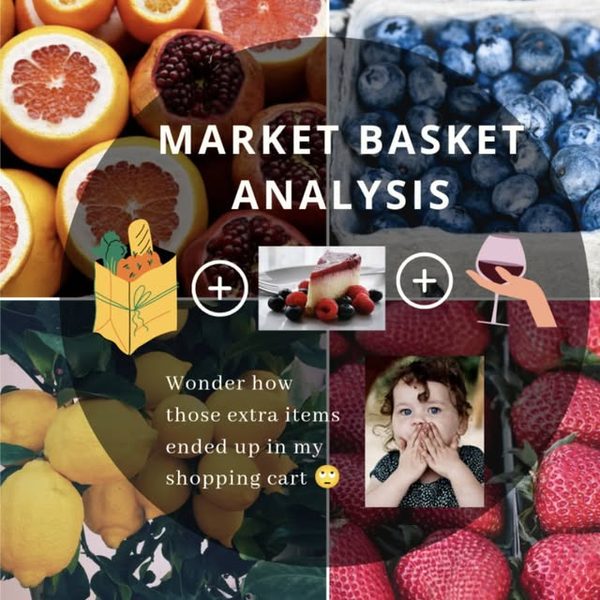 MARKET BASKET
ANALYSIS
Wonder how
those extra items
ended up in my
shopping cart 🙄